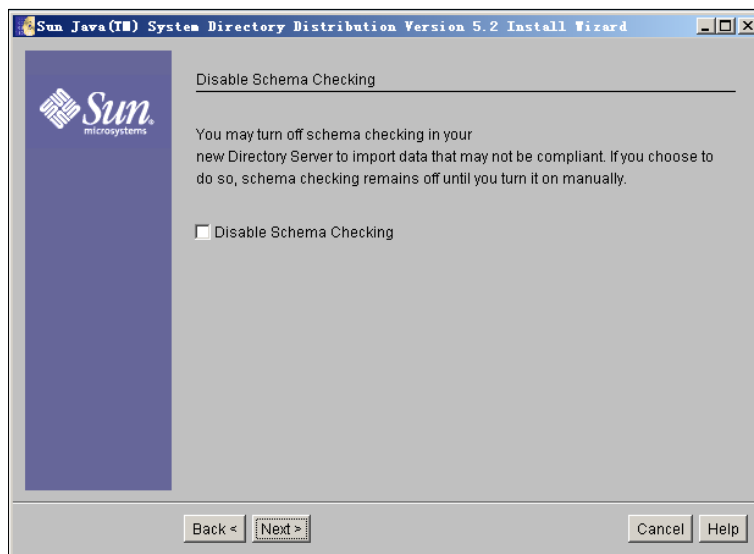 Sun Java(TM) System Directory Distribution Version 5.2 Install Wizard
Sun.
microsystems
Disable Schema Checking
You may turn off schema checking in your
new Directory Server to import data that may not be compliant. If you choose to
do so, schema checking remains off until you turn it on manually.
Disable Schema Checking
Back < Next > Cancel Help